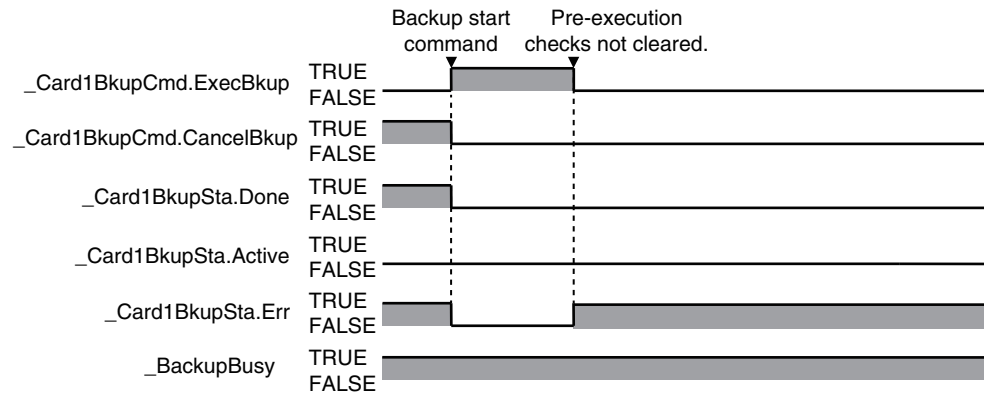 Backup start
command
Pre-execution
checks not cleared.
_Card1BkupCmd.ExecBkup
TRUE
FALSE
_Card1BkupCmd.CancelBkup
TRUE
FALSE
_Card1BkupSta.Done
TRUE
FALSE
_Card1BkupSta.Active
TRUE
FALSE
_Card1BkupSta.Err
TRUE
FALSE
_BackupBusy
TRUE
FALSE